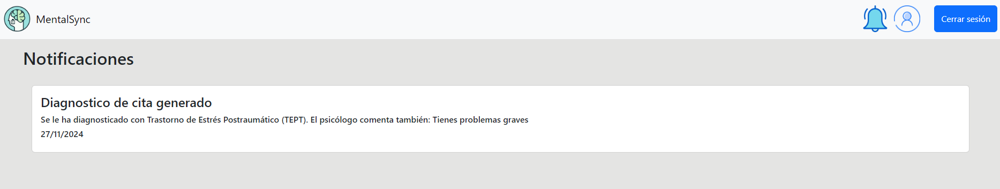 MentalSync
Cerrar sesión
Notificaciones
Diagnostico de cita generado
Se le ha diagnosticado con Trastorno de Estrés Postraumático (TEPT). El psicólogo comenta también: Tienes problemas graves
27/11/2024